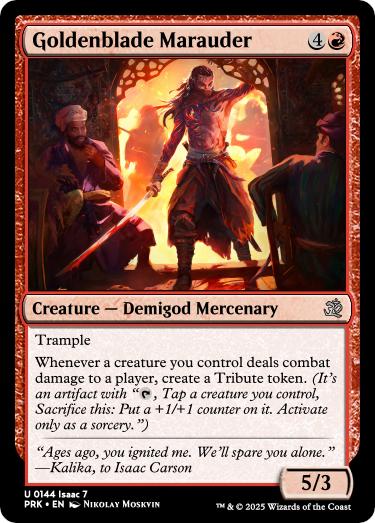 Goldenblade Marauder 4
Creature — Demigod Mercenary
Trample
Whenever a creature you control deals combat
damage to a player, create a Tribute token. (It's
an artifact with “, Tap a creature you control,
Sacrifice this: Put a +1/+1 counter on it. Activate
only as a sorcery.”)
“Ages ago, you ignited me. We'll spare you alone.”
—Kalika, to Isaac Carson
5/3
U 0144 Isaac 7
PRK • EN Nikolay Moskvin
™ & © 2025 Wizards of the Coast